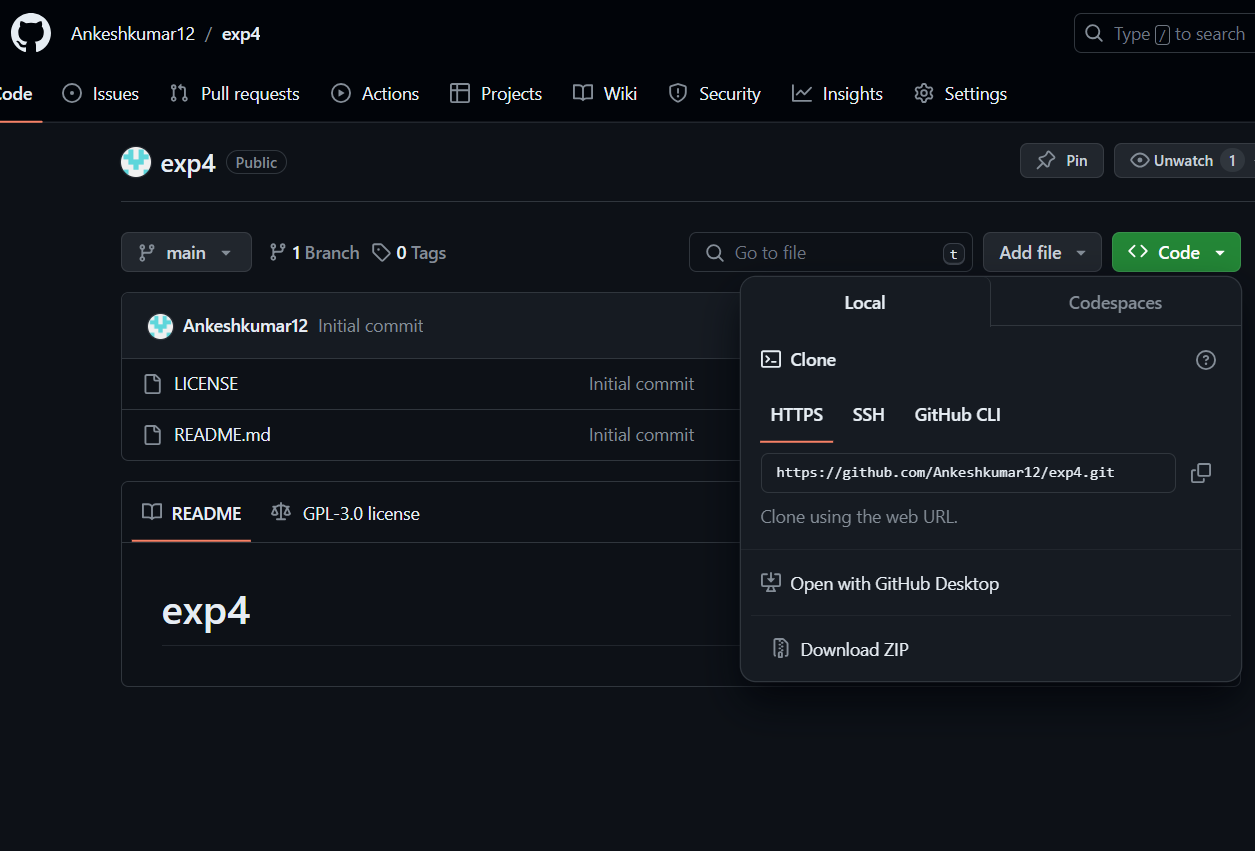 Ankeshkumar12 / exp4
Type / to search
ode Issues Pull requests Actions Projects Wiki Security Insights Settings
exp4 Public
Pin Unwatch 1
main 1 Branch 0 Tags
Go to file t Add file <> Code
Ankeshkumar12 Initial commit
LICENSE Initial commit
README.md Initial commit
README GPL-3.0 license
exp4
Local Codespaces
Clone
HTTPS SSH GitHub CLI
https://github.com/Ankeshkumar12/exp4.git
Clone using the web URL.
Open with GitHub Desktop
Download ZIP